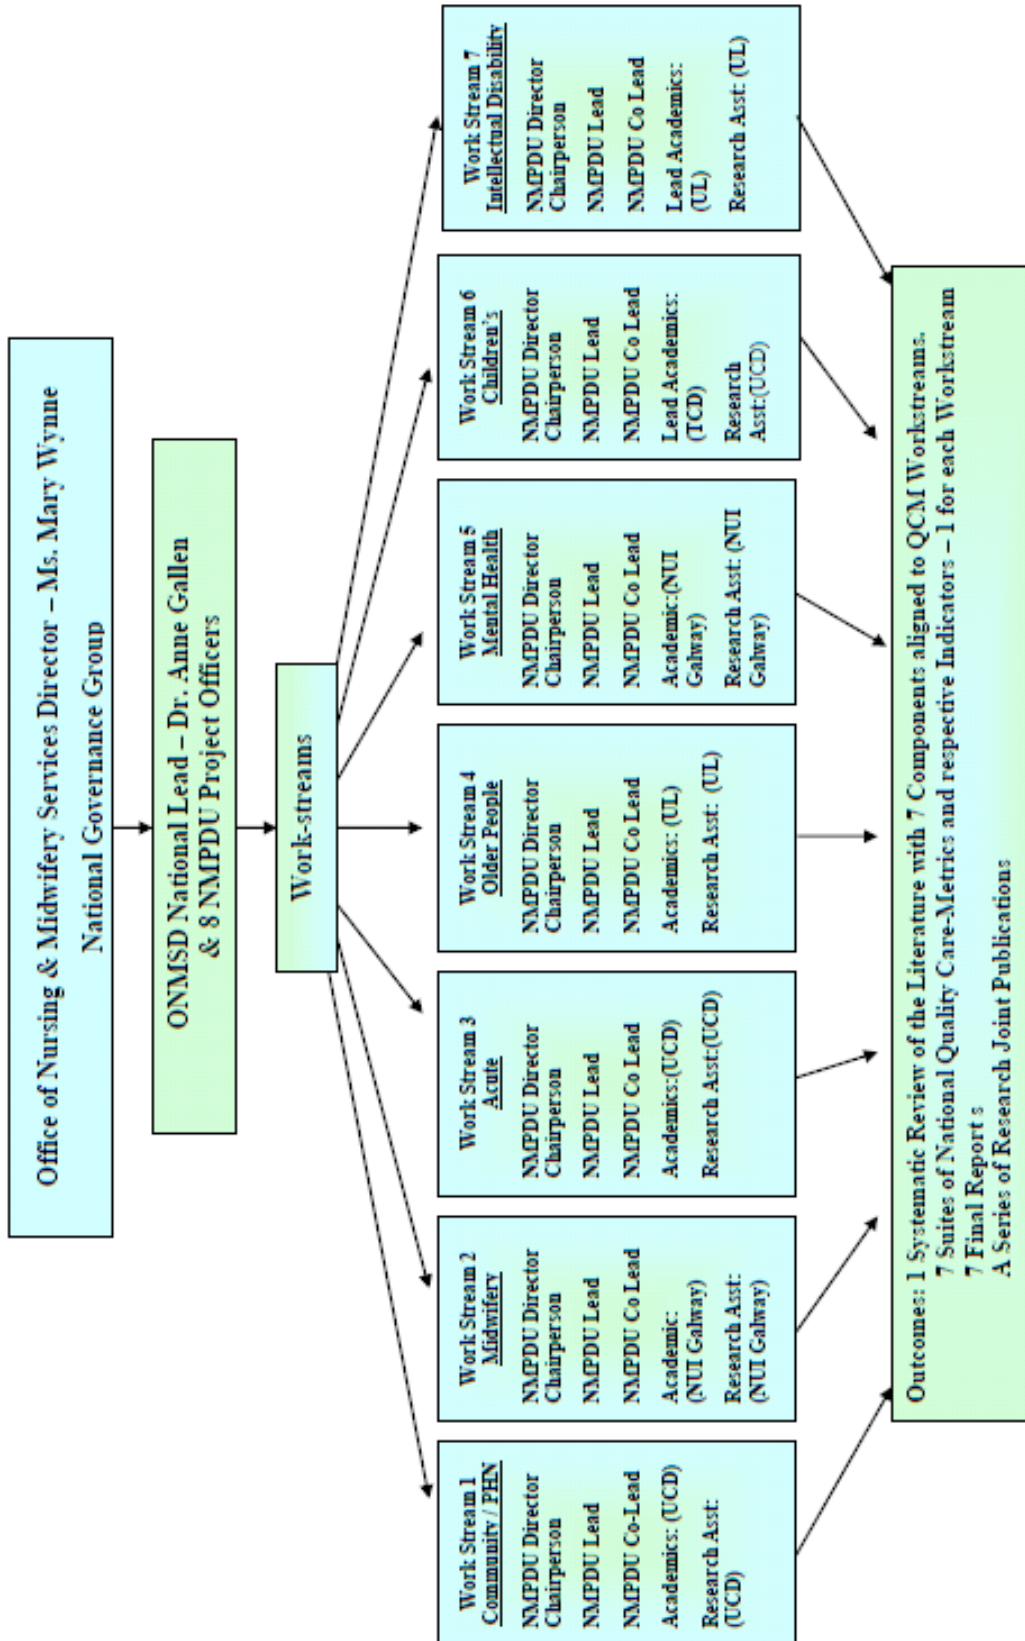 Office of Nursing & Midwifery Services Director – Ms. Mary Wynne
National Governance Group
ONMSD National Lead – Dr. Anne Gallen
& 8 NMPDU Project Officers
Work-streams
Work Stream 1
Community / PHN
NMPDU Director
Chairperson
NMPDU Lead
NMPDU Co-Lead
Academics: (UCD)
Research Asst:
(UCD)
Work Stream 2
Midwifery
NMPDU Director
Chairperson
NMPDU Lead
NMPDU Co Lead
Academic:
(NUI Galway)
Research Asst:
(NUI Galway)
Work Stream 3
Acute
NMPDU Director
Chairperson
NMPDU Lead
NMPDU Co-Lead
Academics:(UCD)
Research Asst:(UCD)
Work Stream 4
Older People
NMPDU Director
Chairperson
NMPDU Lead
NMPDU Co Lead
Academics: (UL)
Research Asst: (UL)
Work Stream 5
Mental Health
NMPDU Director
Chairperson
NMPDU Lead
NMPDU Co Lead
Academic:(NUI
Galway)
Research Asst: (NUI
Galway)
Work Stream 6
Children's
NMPDU Director
Chairperson
NMPDU Lead
NMPDU Co Lead
Lead Academics:
(TCD)
Research
Asst:(UCD)
Work Stream 7
Intellectual Disability
NMPDU Director
Chairperson
NMPDU Lead
NMPDU Co Lead
Lead Academics:
(UL)
Research Asst: (UL)
Outcomes: 1 Systematic Review of the Literature with 7 Components aligned to QCM Workstreams.
7 Suites of National Quality Care-Metrics and respective Indicators – 1 for each Workstream
7 Final Report s
A Series of Research Joint Publications